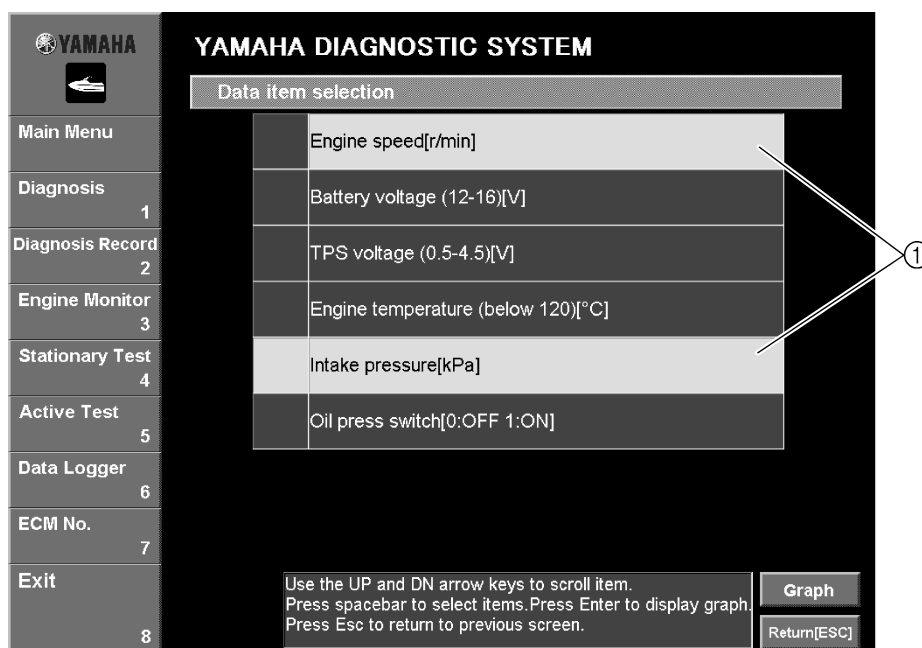 YAMAHA
YAMAHA DIAGNOSTIC SYSTEM
Data item selection
Main Menu
Diagnosis
1
Diagnosis Record
2
Engine Monitor
3
Stationary Test
4
Active Test
5
Data Logger
6
ECM No.
7
Exit
8
Engine speed[r/min]
Battery voltage (12-16)[V]
TPS voltage (0.5-4.5)[V]
Engine temperature (below 120)[°C]
Intake pressure[kPa]
Oil press switch[0:OFF 1:ON]
①
Use the UP and DN arrow keys to scroll item.
Press spacebar to select items.Press Enter to display graph.
Press Esc to return to previous screen.
Graph
Return[ESC]